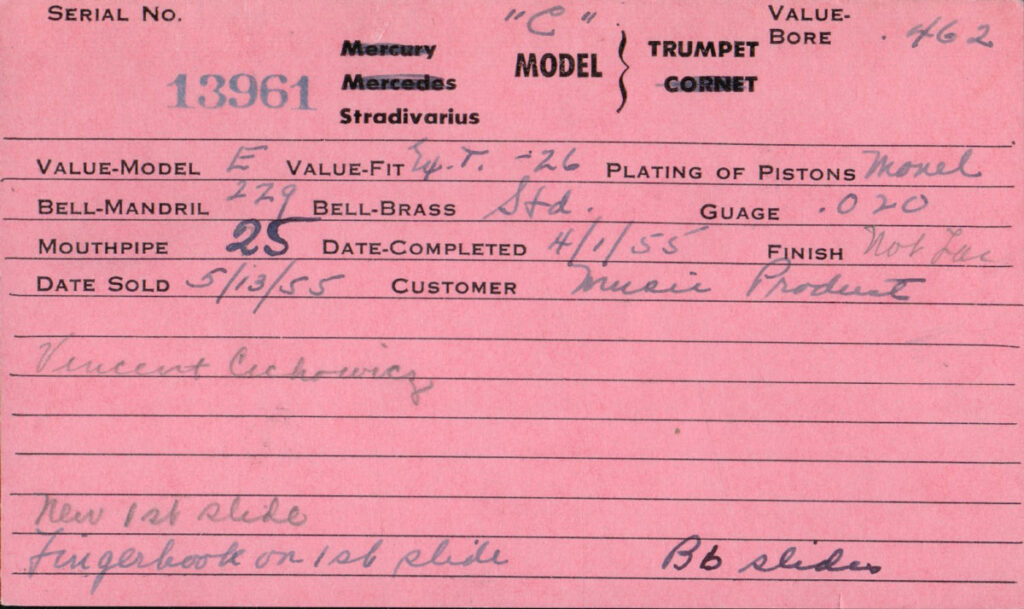 SERIAL NO. "C" VALUE-
BORE .462
Mercury
MODEL TRUMPET
13961 Mercedes CORNET
Stradivarius
VALUE-MODEL E VALUE-FIT Ex.T. -26 PLATING OF PISTONS Monel
BELL-MANDRIL 229 BELL-BRASS Std. GUAGE .020
MOUTHPIPE 25 DATE-COMPLETED 4/1/55 FINISH Not Lac
DATE SOLD 5/13/55 CUSTOMER Music Product
Vincent Cichowicz
New 1st slide
Fingerhook on 1st slide Bb slides